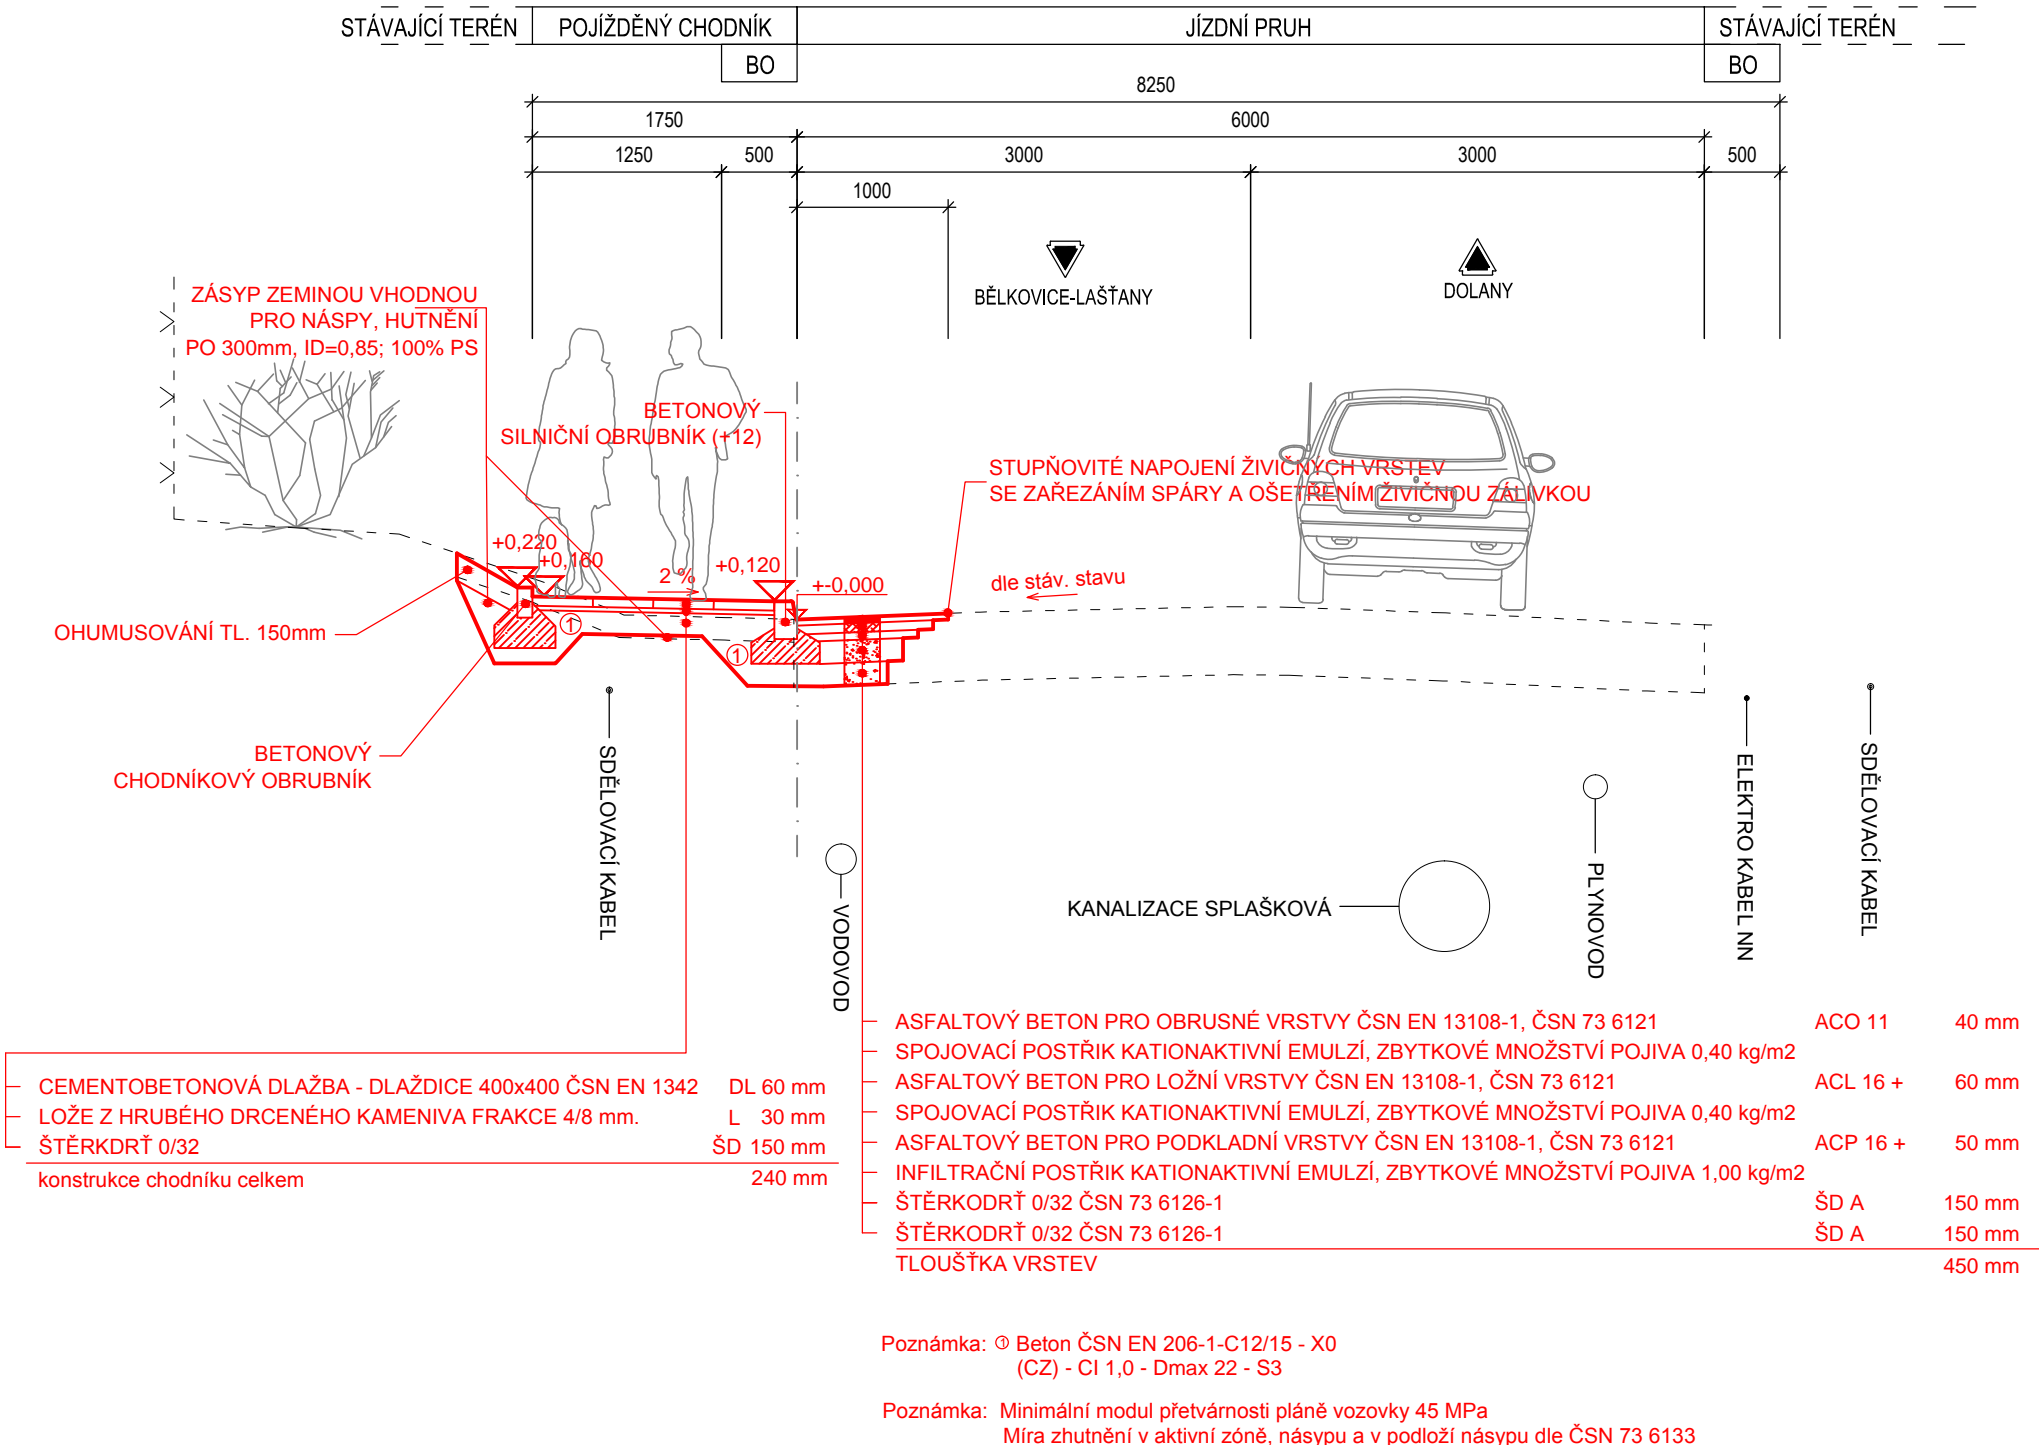 STÁVAJÍCÍ TERÉN
POJÍŽDĚNÝ CHODNÍK
JÍZDNÍ PRUH
STÁVAJÍCÍ TERÉN
BO
BO
8250
1750
6000
1250
500
3000
3000
500
1000
BĚLKOVICE-LAŠŤANY
DOLANY
ZÁSYP ZEMINOU VHODNOU
PRO NÁSPY, HUTNĚNÍ
PO 300mm, ID=0,85; 100% PS
BETONOVÝ
SILNIČNÍ OBRUBNÍK (+12)
STUPŇOVITÉ NAPOJENÍ ŽIVIČNÝCH VRSTEV
SE ZAŘEZÁNÍM SPÁRY A OŠETŘENÍM ŽIVIČNOU ZÁLIVKOU
+0,220
+0,160
2 %
+0,120
+-0,000
dle stáv. stavu
OHUMUSOVÁNÍ TL. 150mm
1
1
BETONOVÝ
CHODNÍKOVÝ OBRUBNÍK
SDĚLOVACÍ KABEL
VODOVOD
KANALIZACE SPLAŠKOVÁ
PLYNOVOD
ELEKTRO KABEL NN
SDĚLOVACÍ KABEL
CEMENTOBETONOVÁ DLAŽBA - DLAŽDICE 400x400 ČSN EN 1342 DL 60 mm
LOŽE Z HRUBÉHO DRCENÉHO KAMENIVA FRAKCE 4/8 mm. L 30 mm
ŠTĚRKDRŤ 0/32 ŠD 150 mm
konstrukce chodníku celkem 240 mm
ASFALTOVÝ BETON PRO OBRUSNÉ VRSTVY ČSN EN 13108-1, ČSN 73 6121 ACO 11 40 mm
SPOJOVACÍ POSTŘIK KATIONAKTIVNÍ EMULZÍ, ZBYTKOVÉ MNOŽSTVÍ POJIVA 0,40 kg/m2
ASFALTOVÝ BETON PRO LOŽNÍ VRSTVY ČSN EN 13108-1, ČSN 73 6121 ACL 16 + 60 mm
SPOJOVACÍ POSTŘIK KATIONAKTIVNÍ EMULZÍ, ZBYTKOVÉ MNOŽSTVÍ POJIVA 0,40 kg/m2
ASFALTOVÝ BETON PRO PODKLADNÍ VRSTVY ČSN EN 13108-1, ČSN 73 6121 ACP 16 + 50 mm
INFILTRAČNÍ POSTŘIK KATIONAKTIVNÍ EMULZÍ, ZBYTKOVÉ MNOŽSTVÍ POJIVA 1,00 kg/m2
ŠTĚRKODRŤ 0/32 ČSN 73 6126-1 ŠD A 150 mm
ŠTĚRKODRŤ 0/32 ČSN 73 6126-1 ŠD A 150 mm
TLOUŠŤKA VRSTEV 450 mm
Poznámka: ① Beton ČSN EN 206-1-C12/15 - X0
(CZ) - Cl 1,0 - Dmax 22 - S3
Poznámka: Minimální modul přetvárnosti pláně vozovky 45 MPa
Míra zhutnění v aktivní zóně, násypu a v podloží násypu dle ČSN 73 6133